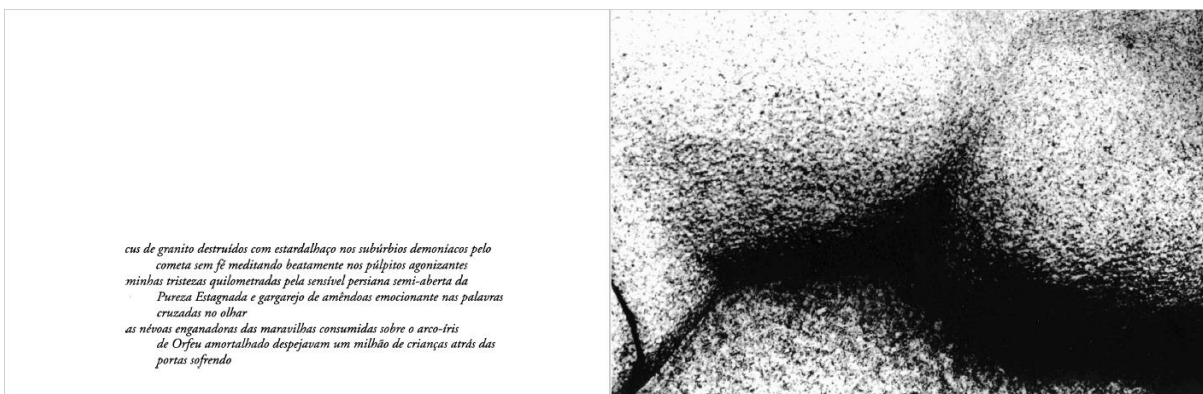 cus de granito destruídos com estardalhaço nos subúrbios demoníacos pelo
cometa sem fé meditando beatamente nos púlpitos agonizantes
minhas tristezas quilometradas pela sensível persiana semi-aberta da
Pureza Estagnada e gargarejo de amêndoas emocionante nas palavras
cruzadas no olhar
as névoas enganadoras das maravilhas consumidas sobre o arco-íris
de Orfeu amortalhado despejavam um milhão de crianças atrás das
portas sofrendo